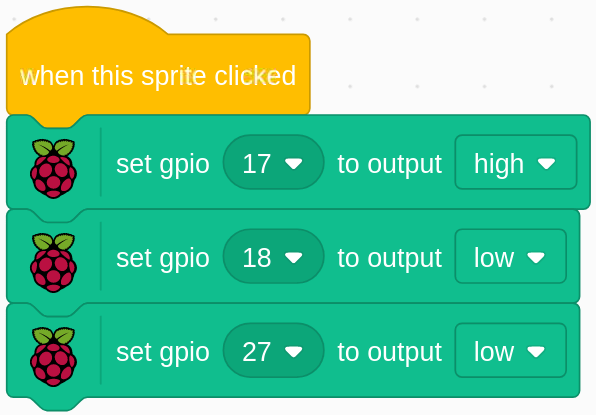 when this sprite clicked
set gpio 17 to output high
set gpio 18 to output low
set gpio 27 to output low